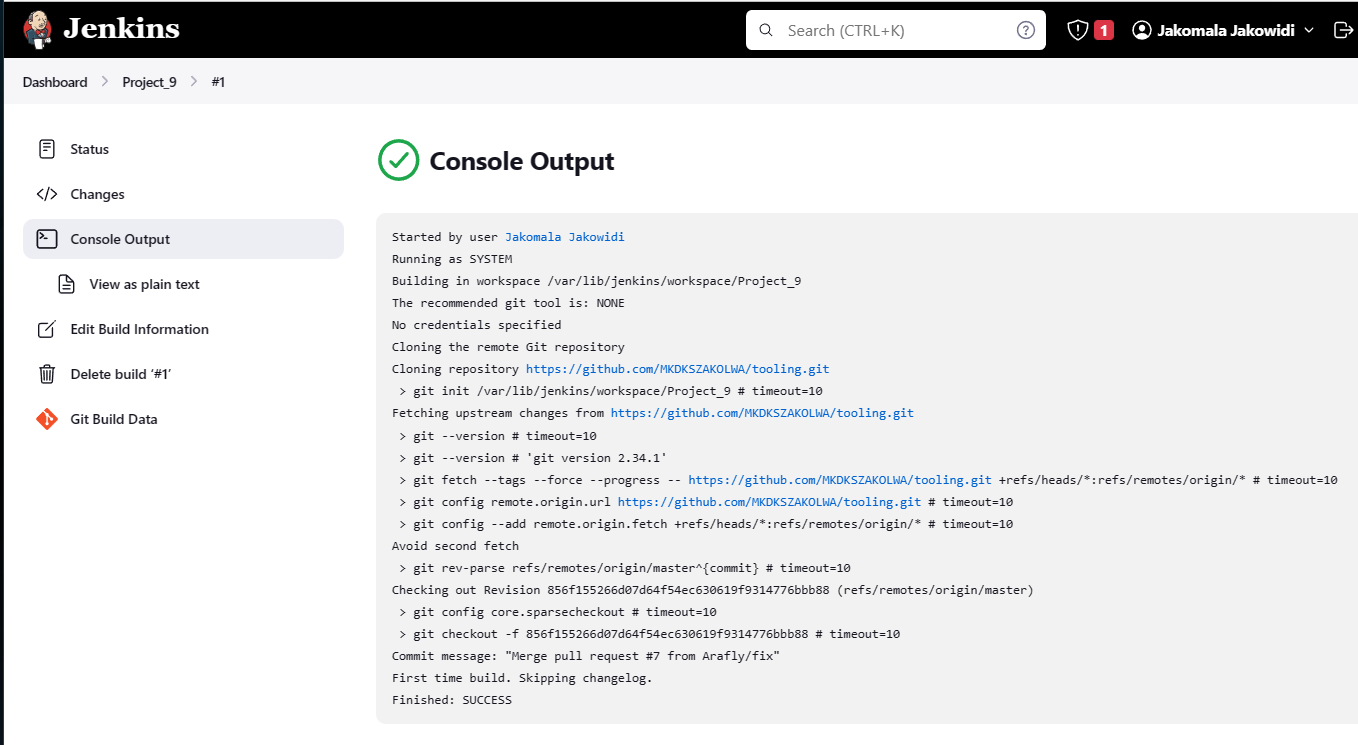 Jenkins
Search (CTRL+K)
1
Jakomala Jakowidi
Dashboard > Project_9 > #1
Status
Changes
Console Output
View as plain text
Edit Build Information
Delete build ‘#1’
Git Build Data
Console Output
Started by user Jakomala Jakowidi
Running as SYSTEM
Building in workspace /var/lib/jenkins/workspace/Project_9
The recommended git tool is: NONE
No credentials specified
Cloning the remote Git repository
Cloning repository https://github.com/MKDKSZAKOLWA/tooling.git
 > git init /var/lib/jenkins/workspace/Project_9 # timeout=10
Fetching upstream changes from https://github.com/MKDKSZAKOLWA/tooling.git
 > git --version # timeout=10
 > git --version # 'git version 2.34.1'
 > git fetch --tags --force --progress -- https://github.com/MKDKSZAKOLWA/tooling.git +refs/heads/*:refs/remotes/origin/* # timeout=10
 > git config remote.origin.url https://github.com/MKDKSZAKOLWA/tooling.git # timeout=10
 > git config --add remote.origin.fetch +refs/heads/*:refs/remotes/origin/* # timeout=10
Avoid second fetch
 > git rev-parse refs/remotes/origin/master^{commit} # timeout=10
Checking out Revision 856f155266d07d64f54ec630619f9314776bbb88 (refs/remotes/origin/master)
 > git config core.sparsecheckout # timeout=10
 > git checkout -f 856f155266d07d64f54ec630619f9314776bbb88 # timeout=10
Commit message: "Merge pull request #7 from Arafly/fix"
First time build. Skipping changelog.
Finished: SUCCESS